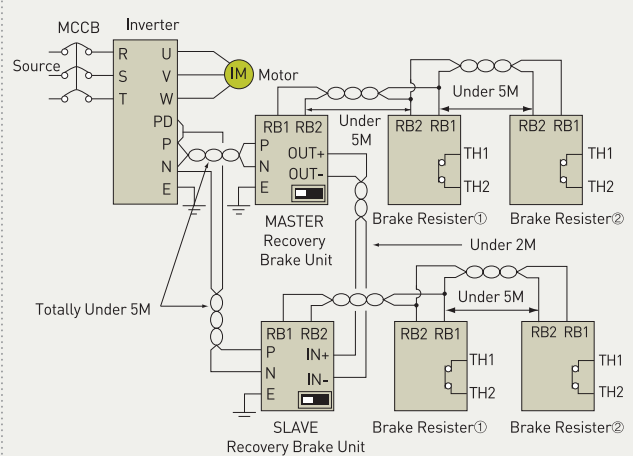 MCCB
Inverter
Source
R
S
T
U
V
W
PD
P
N
E
IM
Motor
RB1 RB2
P
N
E
OUT+
OUT-
MASTER
Recovery
Brake Unit
Under
5M
Under 5M
RB2 RB1
TH1
TH2
Brake Resister①
RB2 RB1
TH1
TH2
Brake Resister②
Under 2M
Totally Under 5M
RB1 RB2
P
N
E
IN+
IN-
SLAVE
Recovery Brake Unit
Under 5M
RB2 RB1
TH1
TH2
Brake Resister①
RB2 RB1
TH1
TH2
Brake Resister②